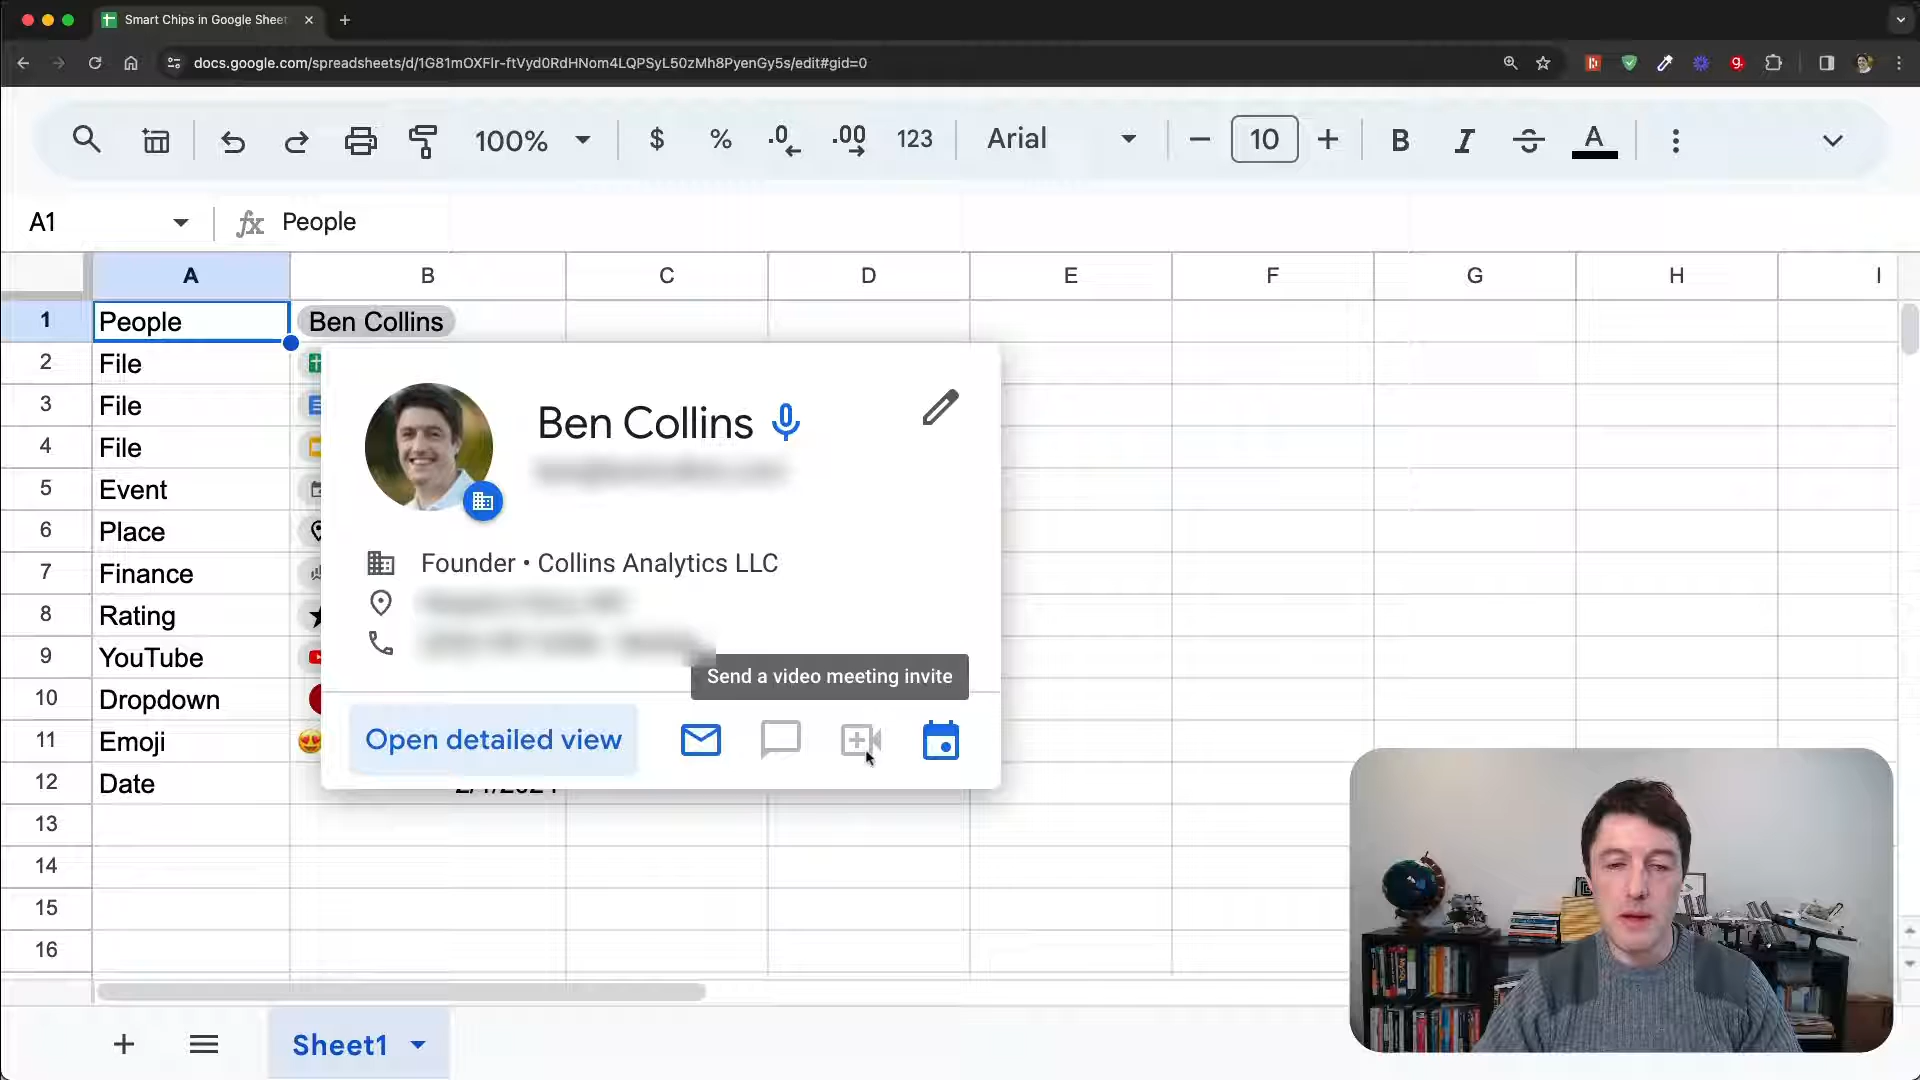 Smart Chips in Google Sheet
docs.google.com/spreadsheets/d/1G81mOXFIr-ftVyd0RdHNom4LQPSyL50zMh8PyenGy5s/edit#gid=0
100% $ % .0 .00 123 Arial 10 B I S A
A1 fx People
A B C D E F G H I
1 People Ben Collins
2 File
3 File
4 File
5 Event
6 Place
7 Finance
8 Rating
9 YouTube
10 Dropdown
11 Emoji
12 Date
13
14
15
16
Ben Collins
Founder • Collins Analytics LLC
Send a video meeting invite
Open detailed view
Sheet1
MySQL